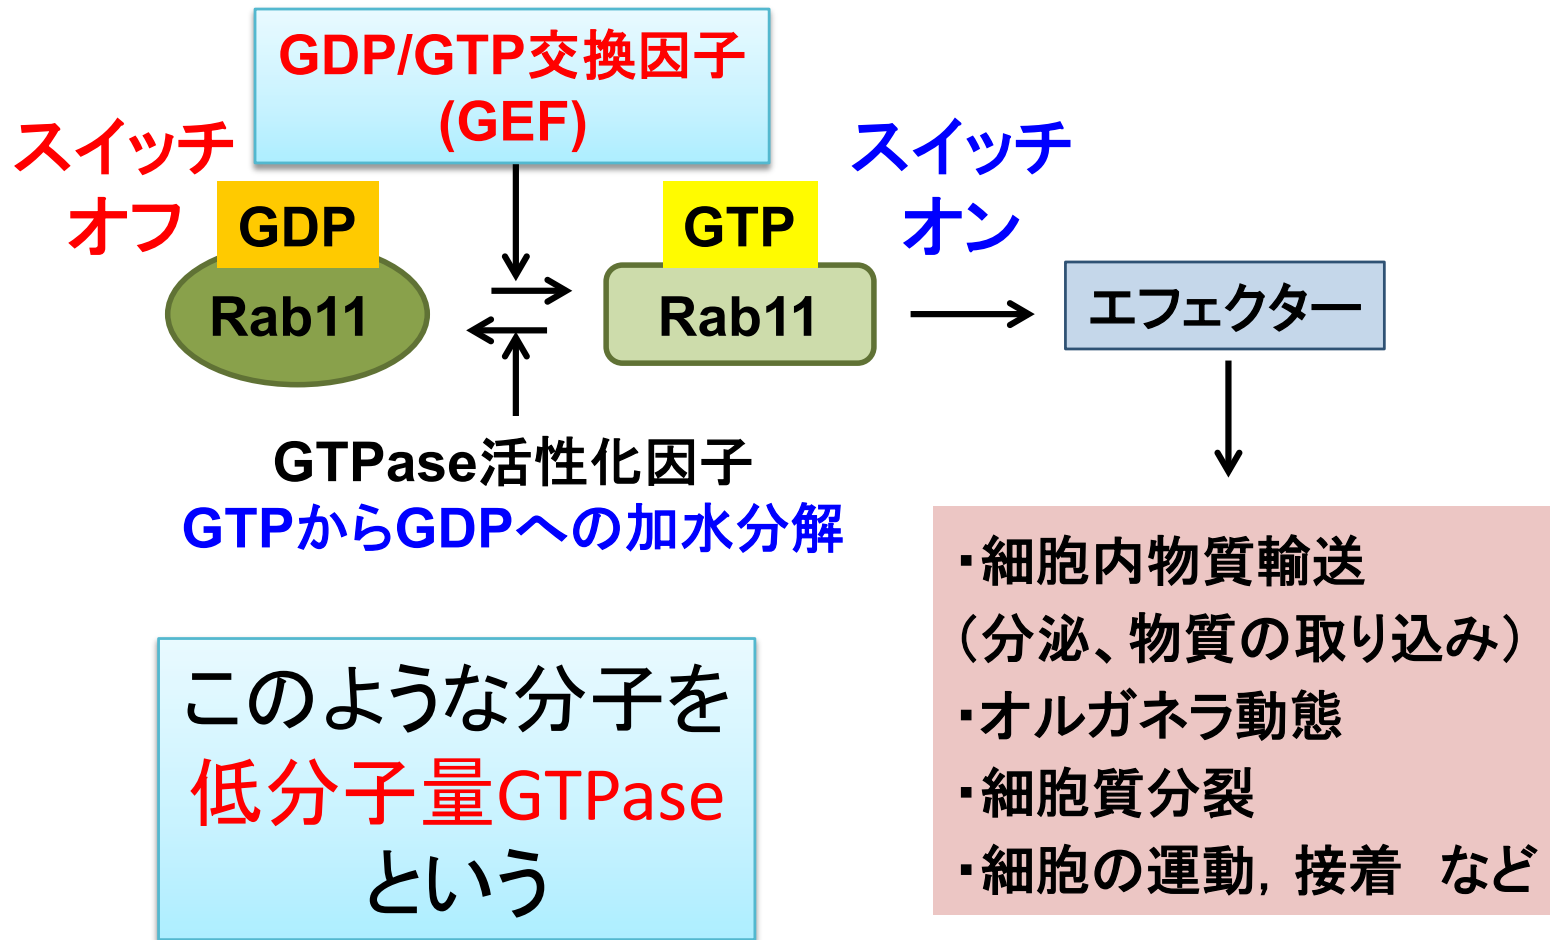 GDP/GTP交換因子
(GEF)
スイッチ
オフ
GDP
Rab11
GTP
Rab11
スイッチ
オン
エフェクター
GTPase活性化因子
GTPからGDPへの加水分解
このような分子を
低分子量GTPase
という
・細胞内物質輸送
（分泌、物質の取り込み）
・オルガネラ動態
・細胞質分裂
・細胞の運動, 接着　など